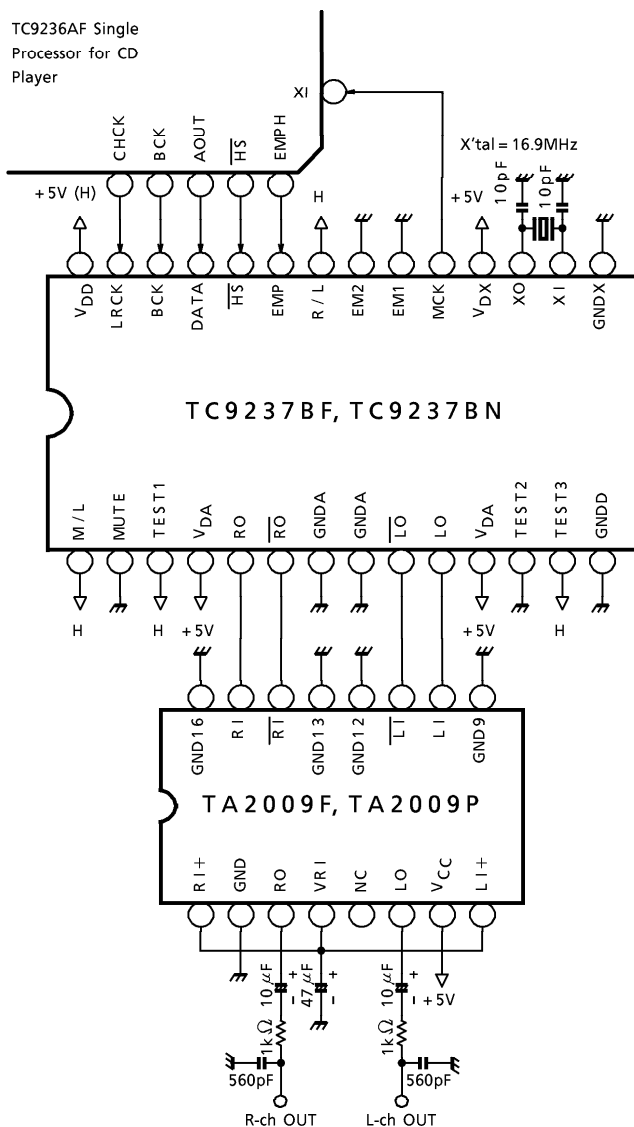 TC9236AF Single
Processor for CD
Player
XI
CHCK
BCK
AOUT
HS
EMPH
X'tal = 16.9MHz
10pF
10pF
+5V (H)
H
+5V
VDD
LRCK
BCK
DATA
HS
EMP
R/L
EM2
EM1
MCK
VDX
XO
XI
GNDX
TC9237BF, TC9237BN
M/L
MUTE
TEST1
VDA
RO
RO
GNDA
GNDA
LO
LO
VDA
TEST2
TEST3
GNDD
H
H
+5V
+5V
H
GND16
RI
RI
GND13
GND12
LI
LI
GND9
TA2009F, TA2009P
RI+
GND
RO
VRI
NC
LO
VCC
LI+
10μF
+
-
47μF
+
-
10μF
+
-
+5V
1kΩ
1kΩ
560pF
560pF
R-ch OUT
L-ch OUT